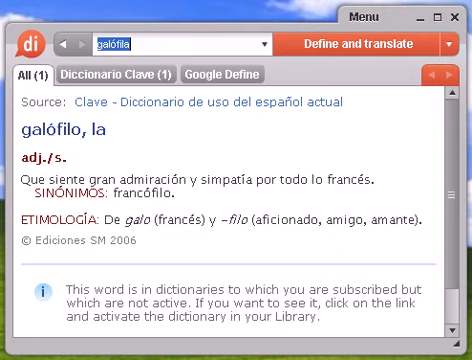 Menu
di
galófila
Define and translate
All (1)
Diccionario Clave (1)
Google Define
Source: Clave - Diccionario de uso del español actual
galófilo, la
adj./s.
Que siente gran admiración y simpatía por todo lo francés.
SINÓNIMOS: francófilo.
ETIMOLOGÍA: De galo (francés) y –filo (aficionado, amigo, amante).
© Ediciones SM 2006
i
This word is in dictionaries to which you are subscribed but
which are not active. If you want to see it, click on the link
and activate the dictionary in your Library.